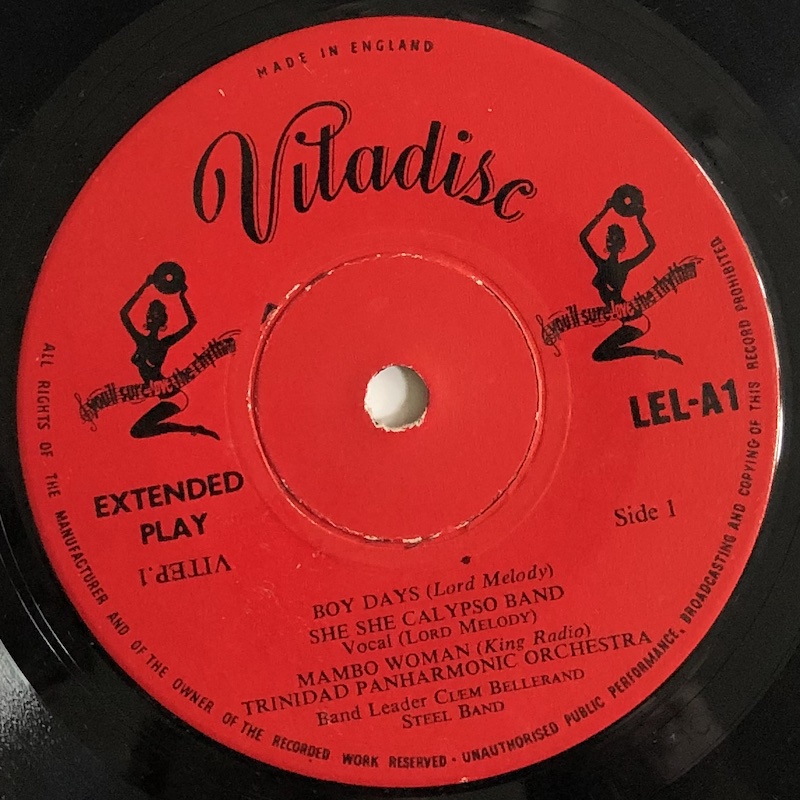 MADE IN ENGLAND
Vitadisc
you'll sure love the rhythm
you'll sure love the rhythm
LEL-A1
EXTENDED
PLAY
VITEP.1
Side 1
BOY DAYS (Lord Melody)
SHE SHE CALYPSO BAND
Vocal (LORD MELODY)
MAMBO WOMAN (King Radio)
TRINIDAD PANHARMONIC ORCHESTRA
Band Leader CLEM BELLERAND
STEEL BAND
ALL RIGHTS OF THE MANUFACTURER AND OF THE OWNER OF THE RECORDED WORK RESERVED · UNAUTHORISED PUBLIC PERFORMANCE, BROADCASTING AND COPYING OF THIS RECORD PROHIBITED